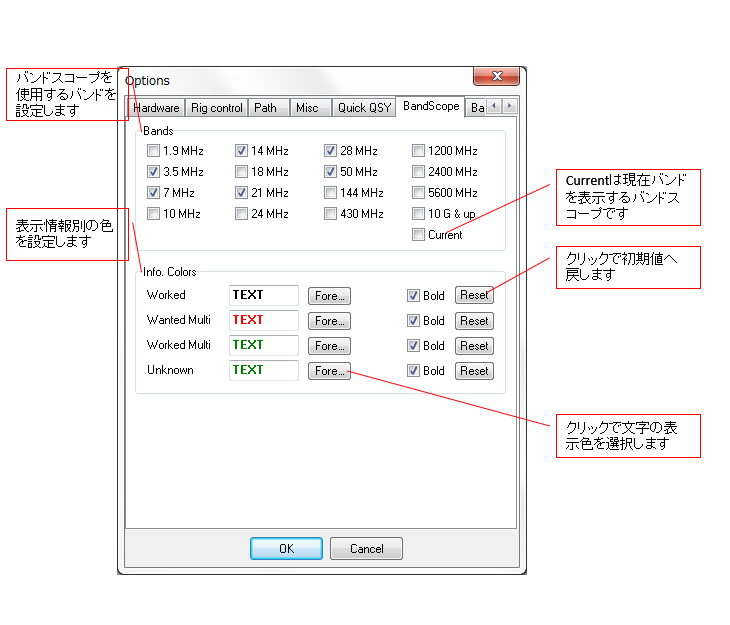 バンドスコープを
使用するバンドを
設定します
Options
Hardware Rig control Path Misc Quick QSY BandScope Ba
Bands
1.9 MHz 14 MHz 28 MHz 1200 MHz
3.5 MHz 18 MHz 50 MHz 2400 MHz
7 MHz 21 MHz 144 MHz 5600 MHz
10 MHz 24 MHz 430 MHz 10 G & up
Current
Currentは現在バンド
を表示するバンドス
コープです
表示情報別の色
を設定します
Info. Colors
Worked TEXT Fore... Bold Reset
Wanted Multi TEXT Fore... Bold Reset
Worked Multi TEXT Fore... Bold Reset
Unknown TEXT Fore... Bold Reset
クリックで初期値へ
戻します
クリックで文字の表
示色を選択します
OK Cancel